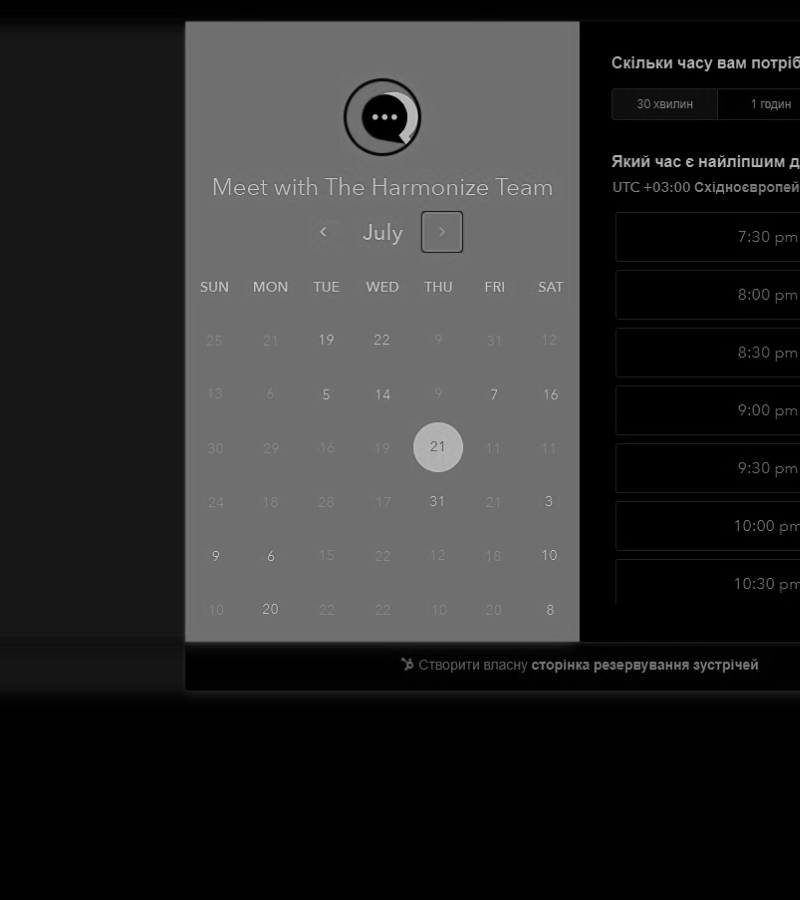 Meet with The Harmonize Team
July
SUN MON TUE WED THU FRI SAT
25 21 19 22 9 31 12
13 6 5 14 9 7 16
30 29 16 19 21 11 11
24 18 28 17 31 21 3
9 6 15 22 12 18 10
10 20 22 22 10 20 8
Скільки часу вам потріб
30 хвилин 1 годин
Який час є найліпшим д
UTC +03:00 Східноєвропей
7:30 pm
8:00 pm
8:30 pm
9:00 pm
9:30 pm
10:00 pm
10:30 pm
Створити власну сторінка резервування зустрічей